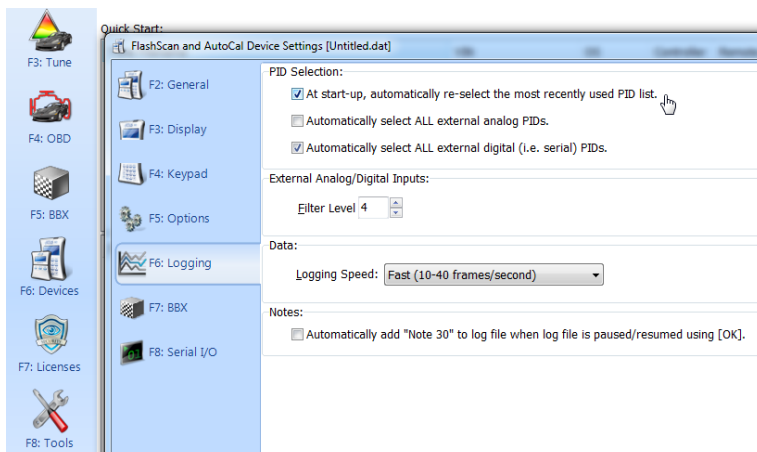 Quick Start:
FlashScan and AutoCal Device Settings [Untitled.dat]
F3: Tune
F4: OBD
F5: BBX
F6: Devices
F7: Licenses
F8: Tools
F2: General
F3: Display
F4: Keypad
F5: Options
F6: Logging
F7: BBX
F8: Serial I/O
PID Selection:
At start-up, automatically re-select the most recently used PID list.
Automatically select ALL external analog PIDs.
Automatically select ALL external digital (i.e. serial) PIDs.
External Analog/Digital Inputs:
Filter Level 4
Data:
Logging Speed: Fast (10-40 frames/second)
Notes:
Automatically add "Note 30" to log file when log file is paused/resumed using [OK].